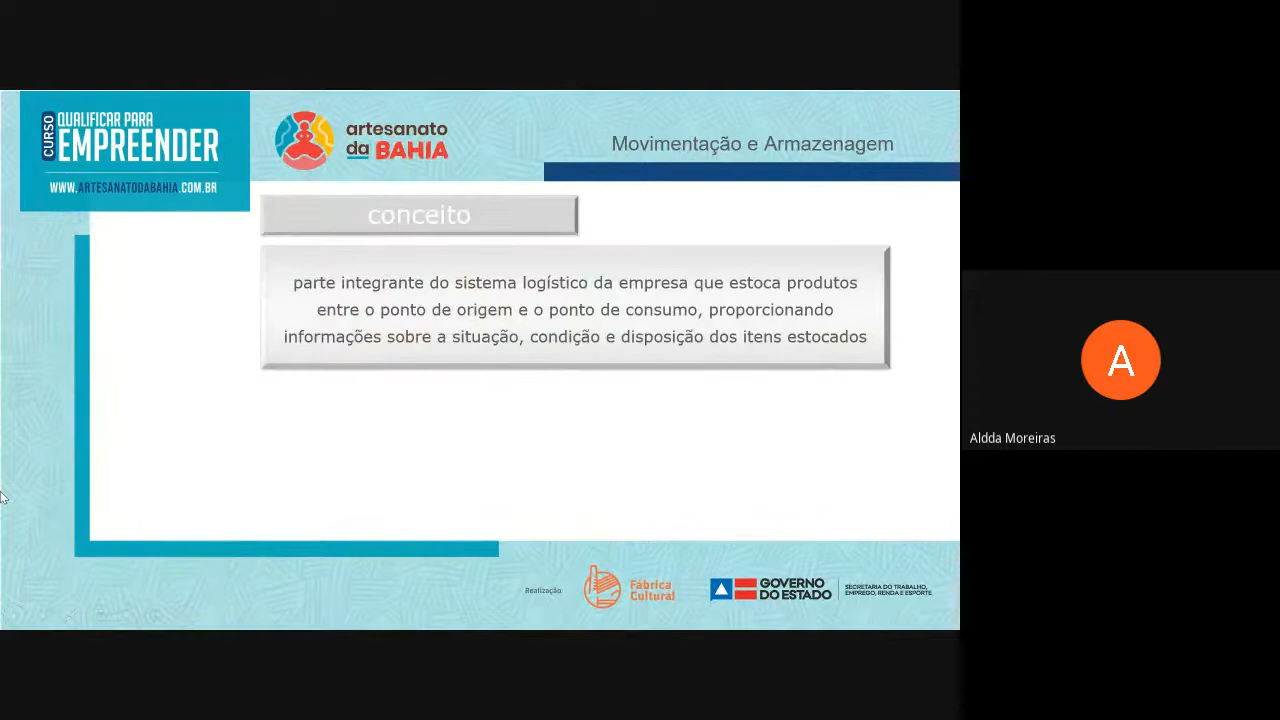 CURSO
QUALIFICAR PARA
EMPREENDER
WWW.ARTESANATODABAHIA.COM.BR
artesanato
da BAHIA
Movimentação e Armazenagem
conceito
parte integrante do sistema logístico da empresa que estoca produtos
entre o ponto de origem e o ponto de consumo, proporcionando
informações sobre a situação, condição e disposição dos itens estocados
A
Aldda Moreiras
Realização
Fábrica
Cultural
GOVERNO
DO ESTADO
SECRETARIA DO TRABALHO,
EMPREGO, RENDA E ESPORTE